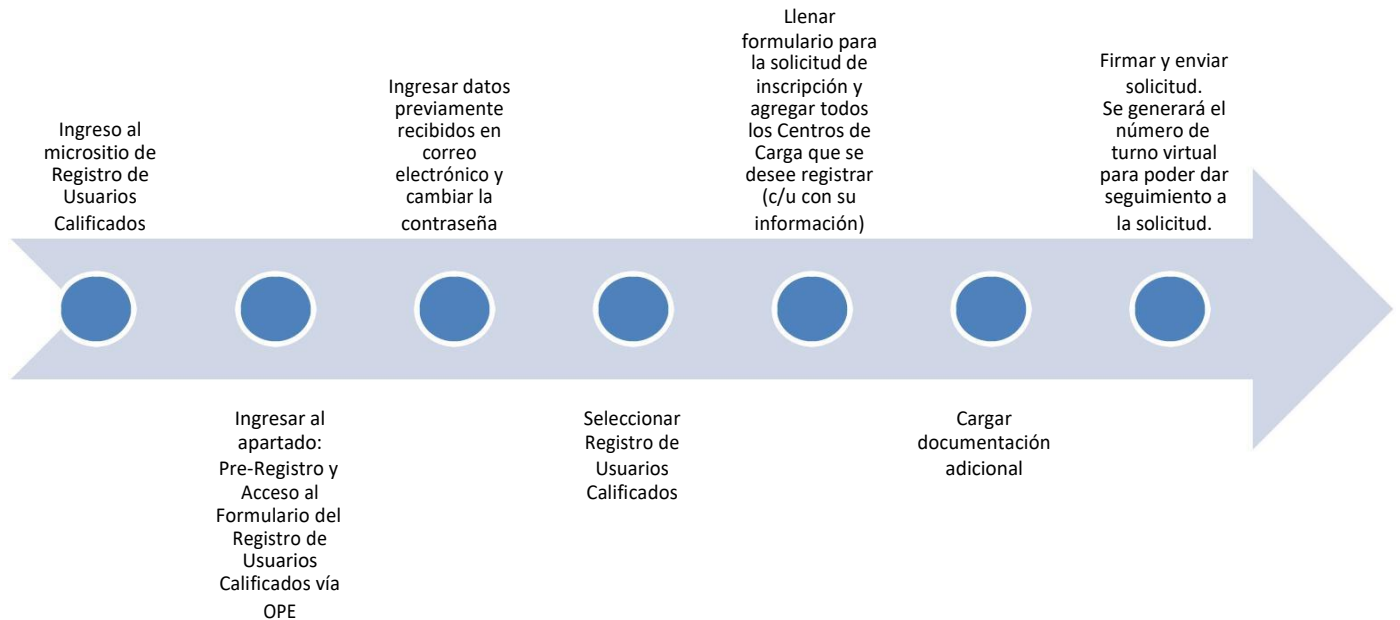 Ingreso al
micrositio de
Registro de
Usuarios
Calificados
Ingresar al
apartado:
Pre-Registro y
Acceso al
Formulario del
Registro de
Usuarios
Calificados vía
OPE
Ingresar datos
previamente
recibidos en
correo
electrónico y
cambiar la
contraseña
Seleccionar
Registro de
Usuarios
Calificados
Llenar
formulario para
la solicitud de
inscripción y
agregar todos
los Centros de
Carga que se
desee registrar
(c/u con su
información)
Cargar
documentación
adicional
Firmar y enviar
solicitud.
Se generará el
número de
turno virtual
para poder dar
seguimiento a
la solicitud.